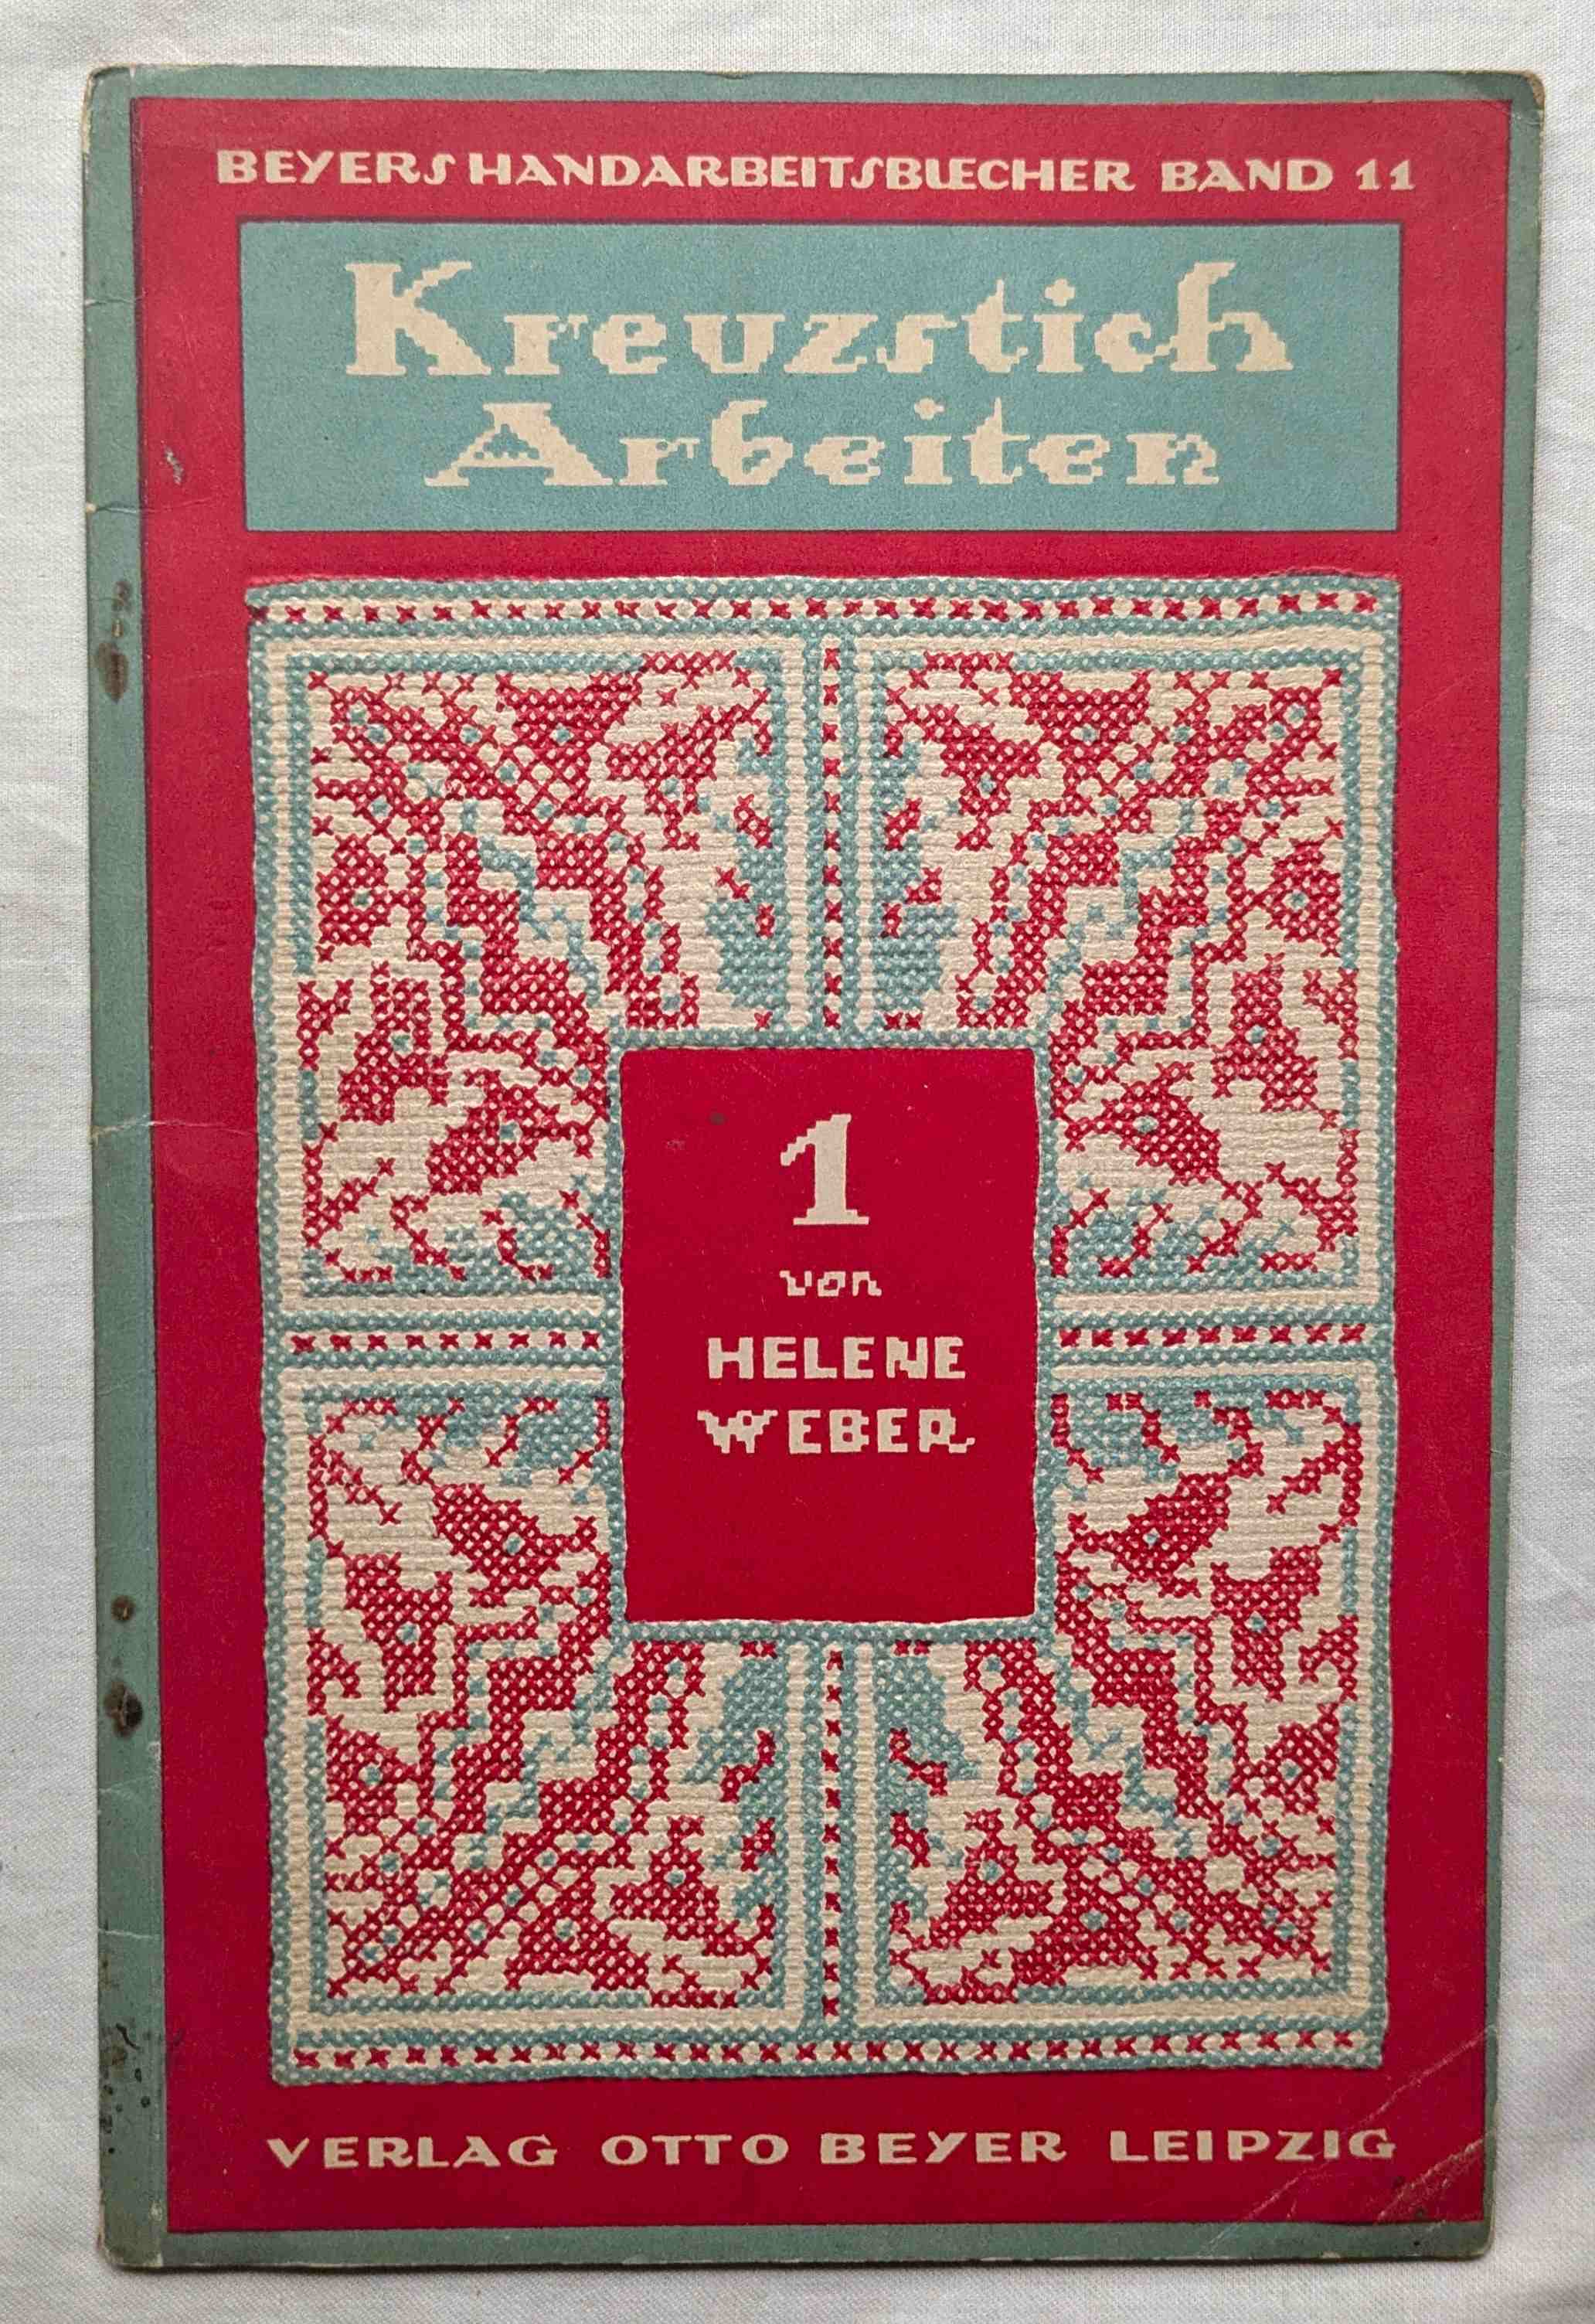 BEYERS HANDARBEITSBUECHER BAND 11
Kreuzstich
Arbeiten
1
von
HELENE
WEBER
VERLAG OTTO BEYER LEIPZIG